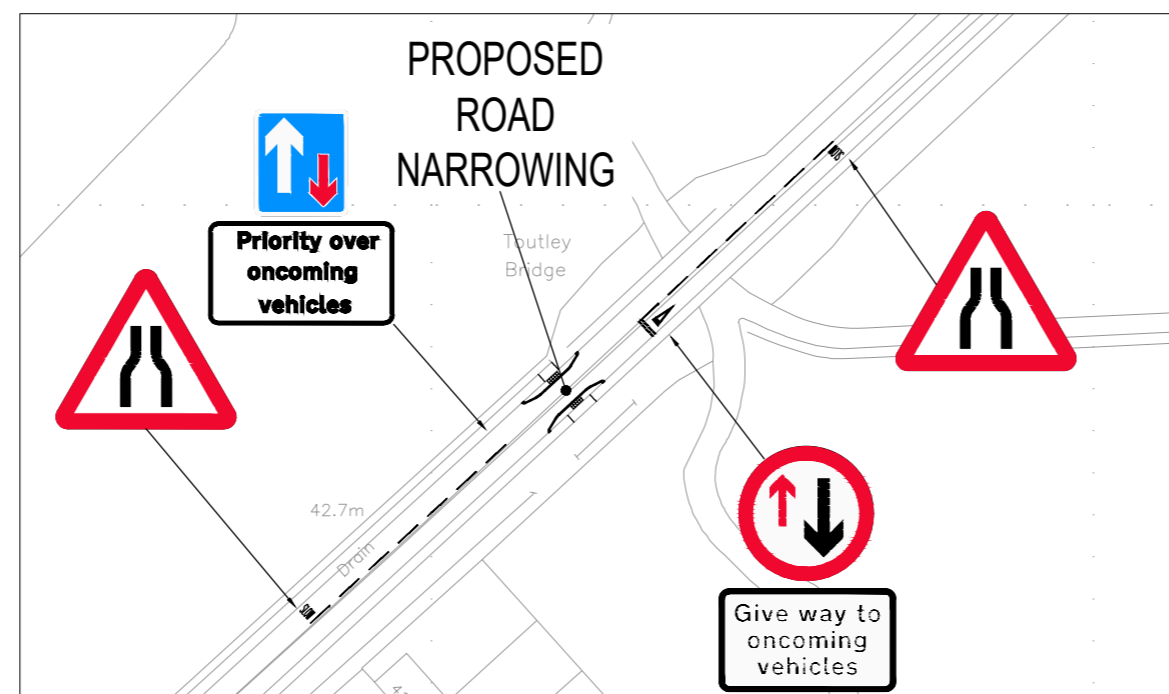 PROPOSED
ROAD
NARROWING
Priority over
oncoming
vehicles
Toutley
Bridge
42.7m
Drain
Give way to
oncoming
vehicles